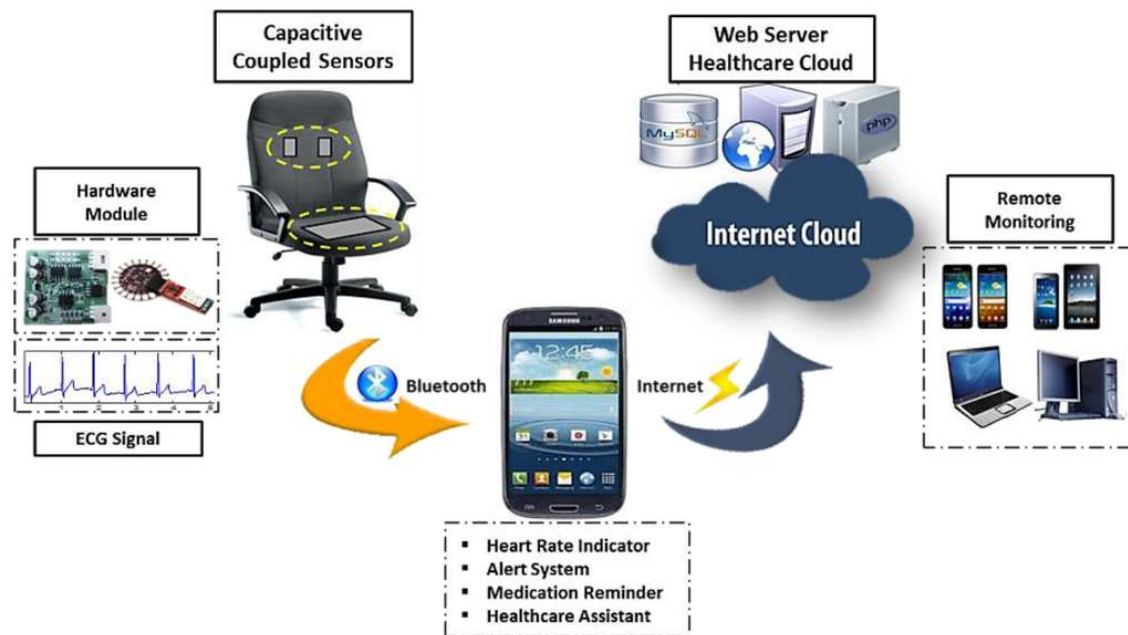 Capacitive
Coupled Sensors
Web Server
Healthcare Cloud
MySQL
php
Hardware
Module
Internet Cloud
Remote
Monitoring
SAMSUNG
12:45
Bluetooth
Internet
ECG Signal
▪ Heart Rate Indicator
▪ Alert System
▪ Medication Reminder
▪ Healthcare Assistant